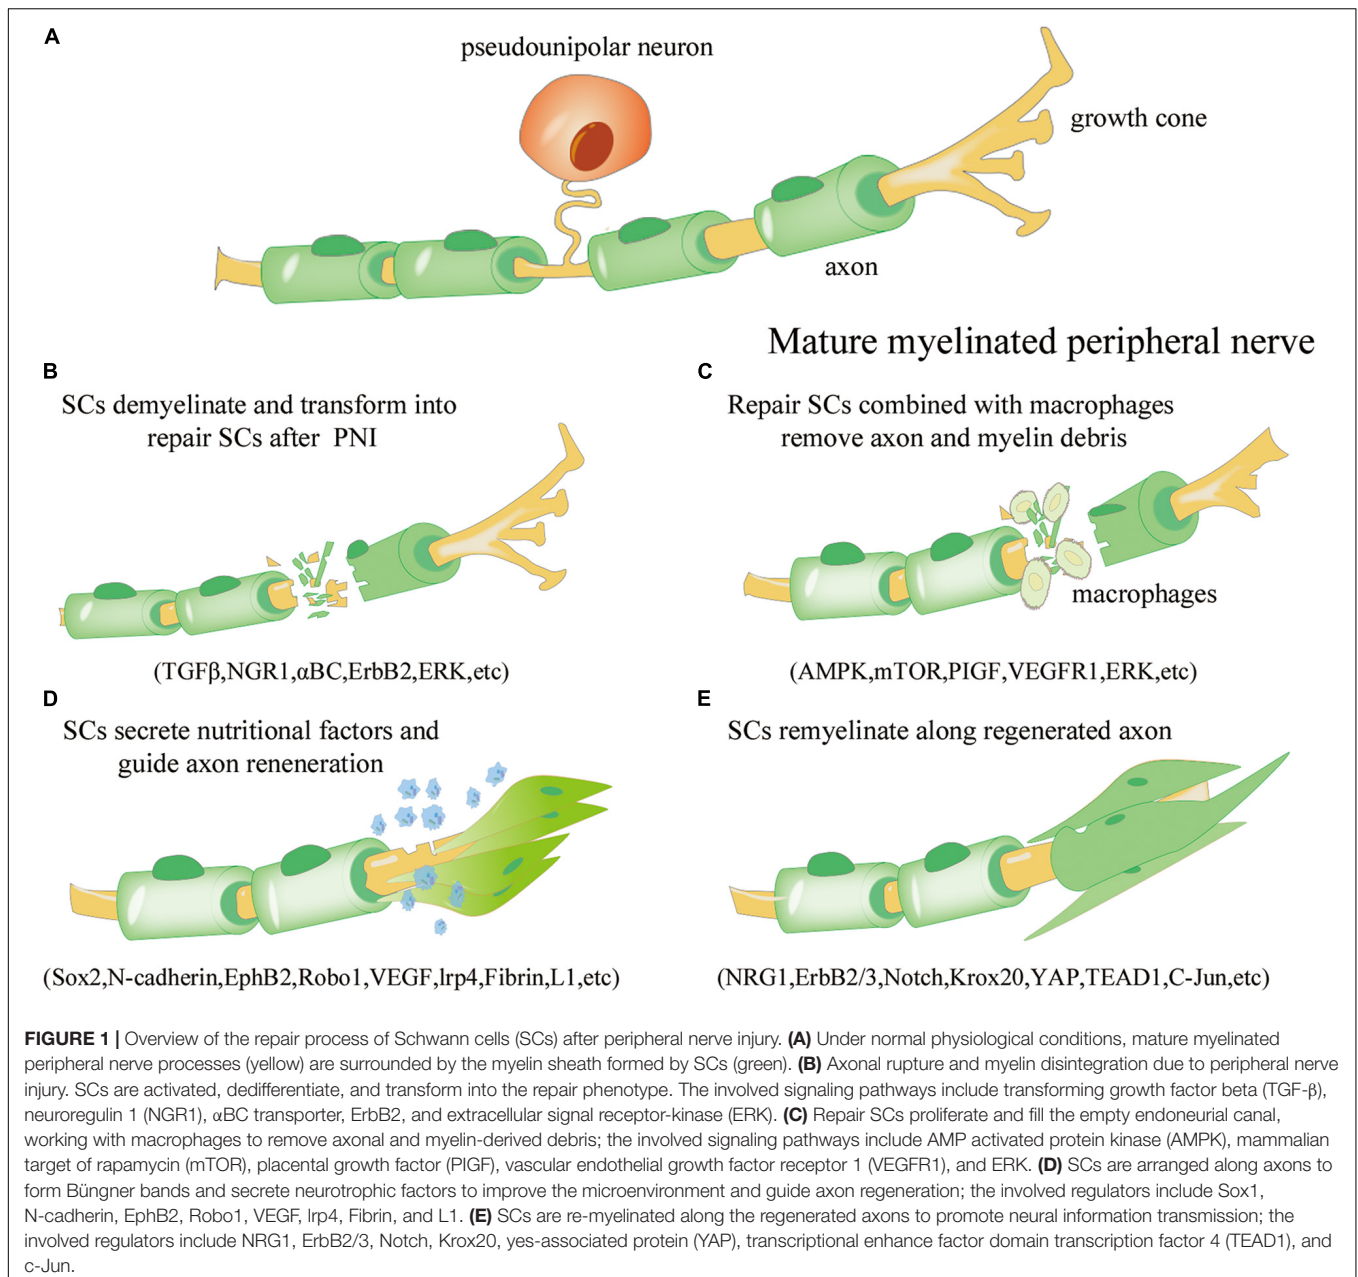 A
pseudounipolar neuron
growth cone
axon
Mature myelinated peripheral nerve
B
SCs demyelinate and transform into
repair SCs after PNI
(TGFβ,NGR1,αBC,ErbB2,ERK,etc)
C
Repair SCs combined with macrophages
remove axon and myelin debris
macrophages
(AMPK,mTOR,PIGF,VEGFR1,ERK,etc)
D
SCs secrete nutritional factors and
guide axon reneneration
(Sox2,N-cadherin,EphB2,Robo1,VEGF,lrp4,Fibrin,L1,etc)
E
SCs remyelinate along regenerated axon
(NRG1,ErbB2/3,Notch,Krox20,YAP,TEAD1,C-Jun,etc)
FIGURE 1 | Overview of the repair process of Schwann cells (SCs) after peripheral nerve injury. (A) Under normal physiological conditions, mature myelinated
peripheral nerve processes (yellow) are surrounded by the myelin sheath formed by SCs (green). (B) Axonal rupture and myelin disintegration due to peripheral nerve
injury. SCs are activated, dedifferentiate, and transform into the repair phenotype. The involved signaling pathways include transforming growth factor beta (TGF-β),
neuroregulin 1 (NGR1), αBC transporter, ErbB2, and extracellular signal receptor-kinase (ERK). (C) Repair SCs proliferate and fill the empty endoneurial canal,
working with macrophages to remove axonal and myelin-derived debris; the involved signaling pathways include AMP activated protein kinase (AMPK), mammalian
target of rapamycin (mTOR), placental growth factor (PIGF), vascular endothelial growth factor receptor 1 (VEGFR1), and ERK. (D) SCs are arranged along axons to
form Büngner bands and secrete neurotrophic factors to improve the microenvironment and guide axon regeneration; the involved regulators include Sox1,
N-cadherin, EphB2, Robo1, VEGF, lrp4, Fibrin, and L1. (E) SCs are re-myelinated along the regenerated axons to promote neural information transmission; the
involved regulators include NRG1, ErbB2/3, Notch, Krox20, yes-associated protein (YAP), transcriptional enhance factor domain transcription factor 4 (TEAD1), and
c-Jun.